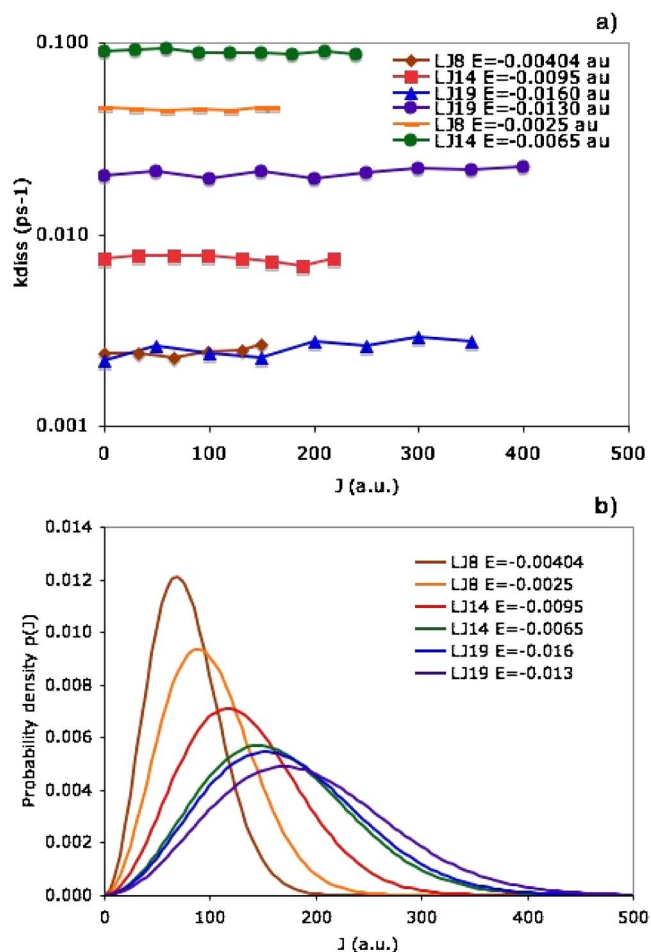 a)
0.100
0.010
0.001
kdiss (ps-1)
LJ8 E=-0.00404 au
LJ14 E=-0.0095 au
LJ19 E=-0.0160 au
LJ19 E=-0.0130 au
LJ8 E=-0.0025 au
LJ14 E=-0.0065 au
0 100 200 300 400 500
J (a.u.)
b)
0.014
0.012
0.010
0.008
0.006
0.004
0.002
0.000
Probability density p(J)
LJ8 E=-0.00404
LJ8 E=-0.0025
LJ14 E=-0.0095
LJ14 E=-0.0065
LJ19 E=-0.016
LJ19 E=-0.013
0 100 200 300 400 500
J (a.u.)